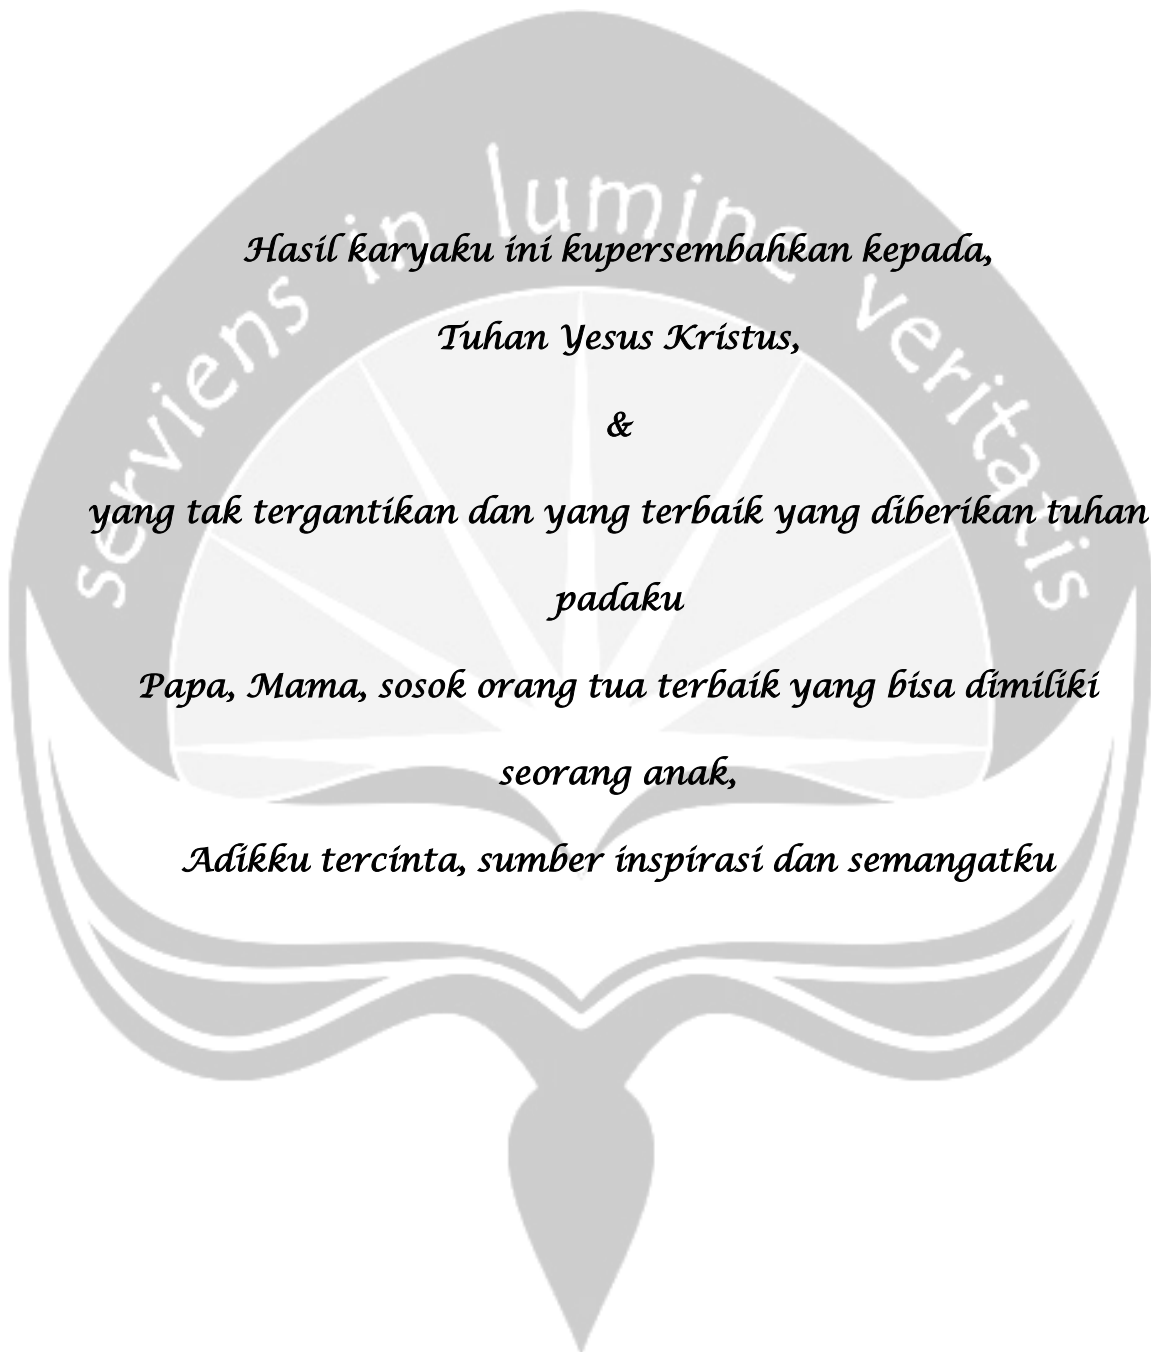 serviens in lumine veritatis
Hasil karyaku ini kupersembahkan kepada,
Tuhan Yesus Kristus,
&
yang tak tergantikan dan yang terbaik yang diberikan tuhan
padaku
Papa, Mama, sosok orang tua terbaik yang bisa dimiliki
seorang anak,
Adikku tercinta, sumber inspirasi dan semangatku